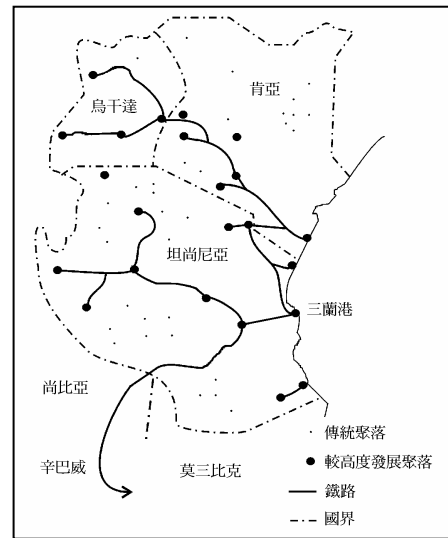 烏干達
肯亞
坦尚尼亞
三蘭港
尚比亞
辛巴威
莫三比克
傳統聚落
較高度發展聚落
鐵路
國界